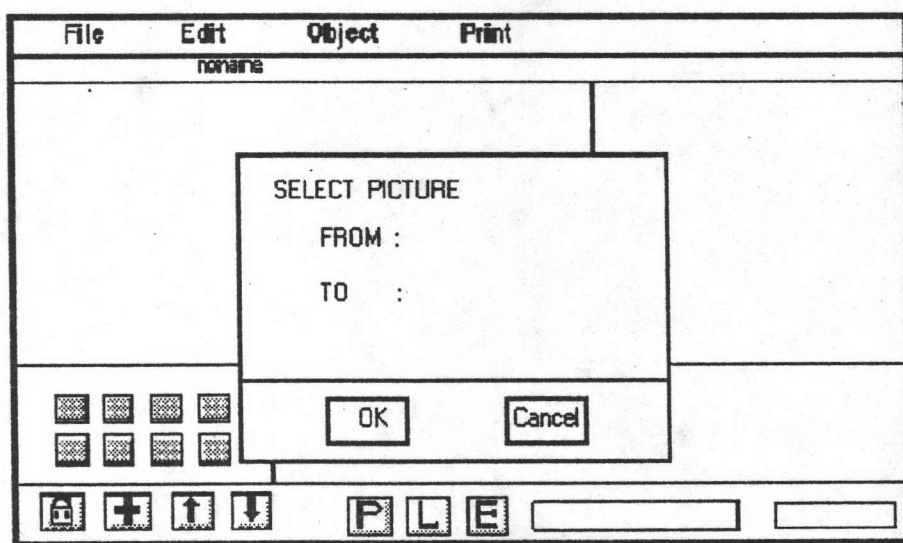 File Edit Object Print
noname
SELECT PICTURE
FROM :
TO :
OK Cancel
P L E